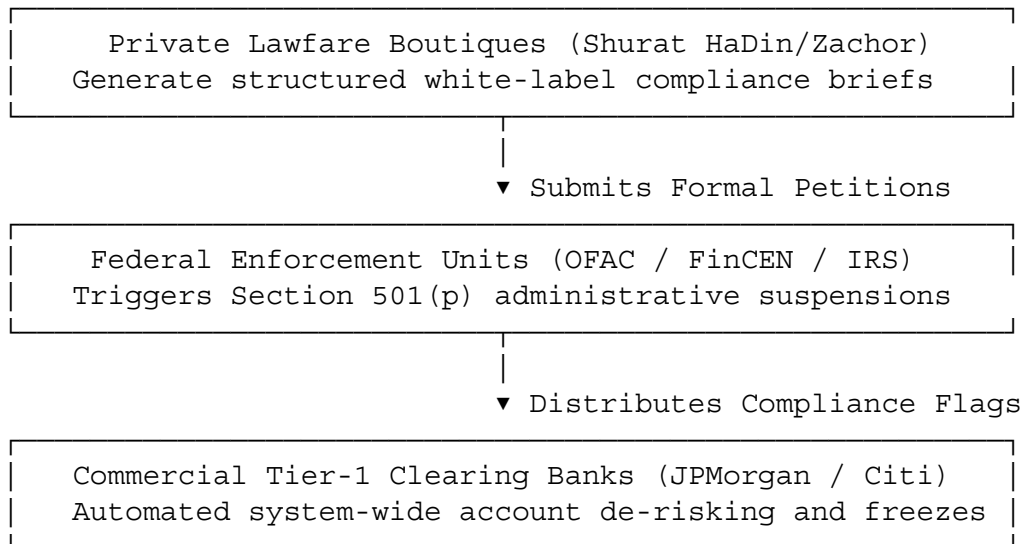 Private Lawfare Boutiques (Shurat HaDin/Zachor)
Generate structured white-label compliance briefs
▼ Submits Formal Petitions
Federal Enforcement Units (OFAC / FinCEN / IRS)
Triggers Section 501(p) administrative suspensions
▼ Distributes Compliance Flags
Commercial Tier-1 Clearing Banks (JPMorgan / Citi)
Automated system-wide account de-risking and freezes